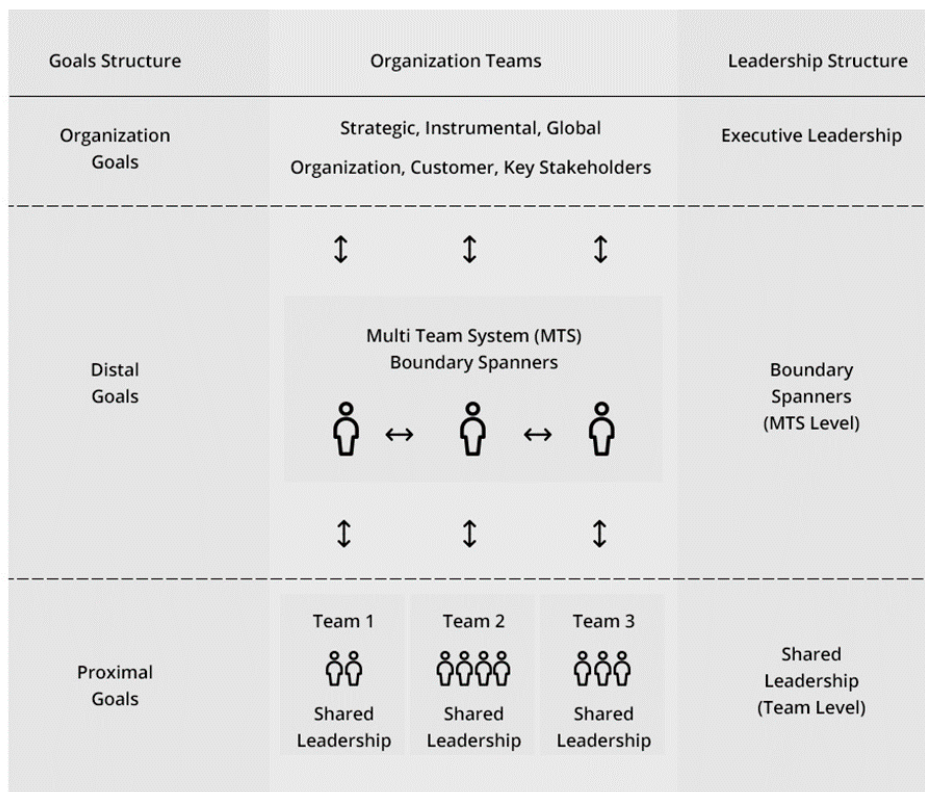 Goals Structure
Organization Teams
Leadership Structure
Organization
Goals
Strategic, Instrumental, Global
Organization, Customer, Key Stakeholders
Executive Leadership
Distal
Goals
Multi Team System (MTS)
Boundary Spanners
Boundary
Spanners
(MTS Level)
Proximal
Goals
Team 1
Shared
Leadership
Team 2
Shared
Leadership
Team 3
Shared
Leadership
Shared
Leadership
(Team Level)